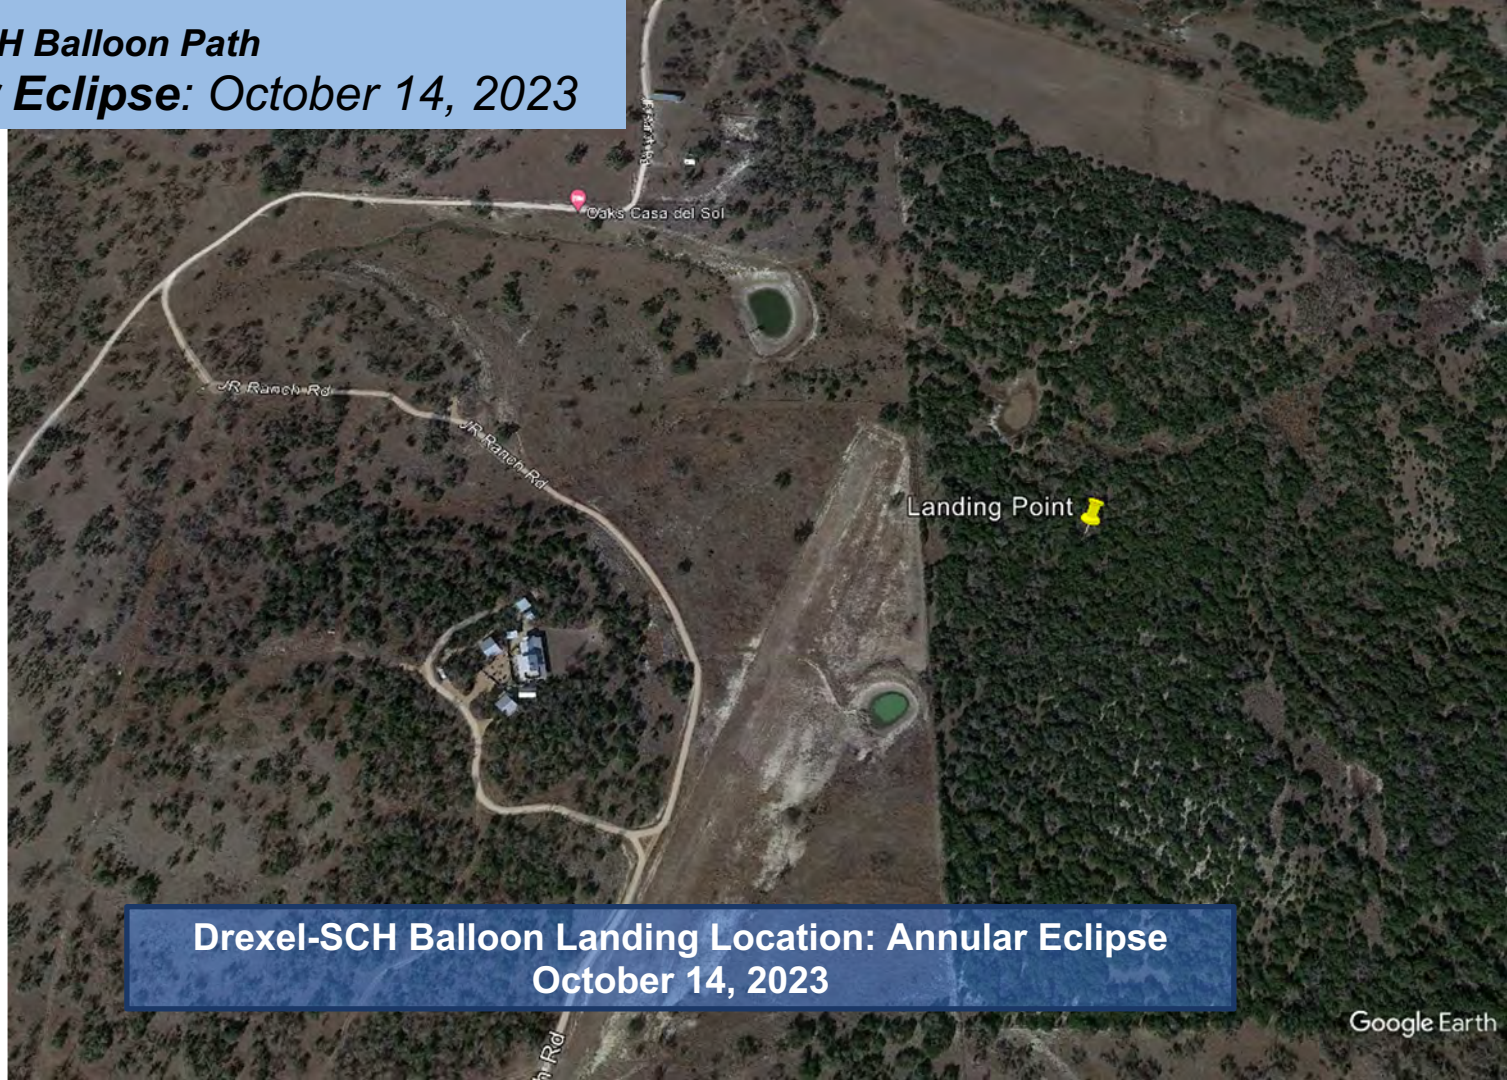 H Balloon Path
Eclipse: October 14, 2023
Oaks Casa del Sol
JR Ranch Rd
JR Ranch Rd
Landing Point
Drexel-SCH Balloon Landing Location: Annular Eclipse
October 14, 2023
Google Earth
Rd